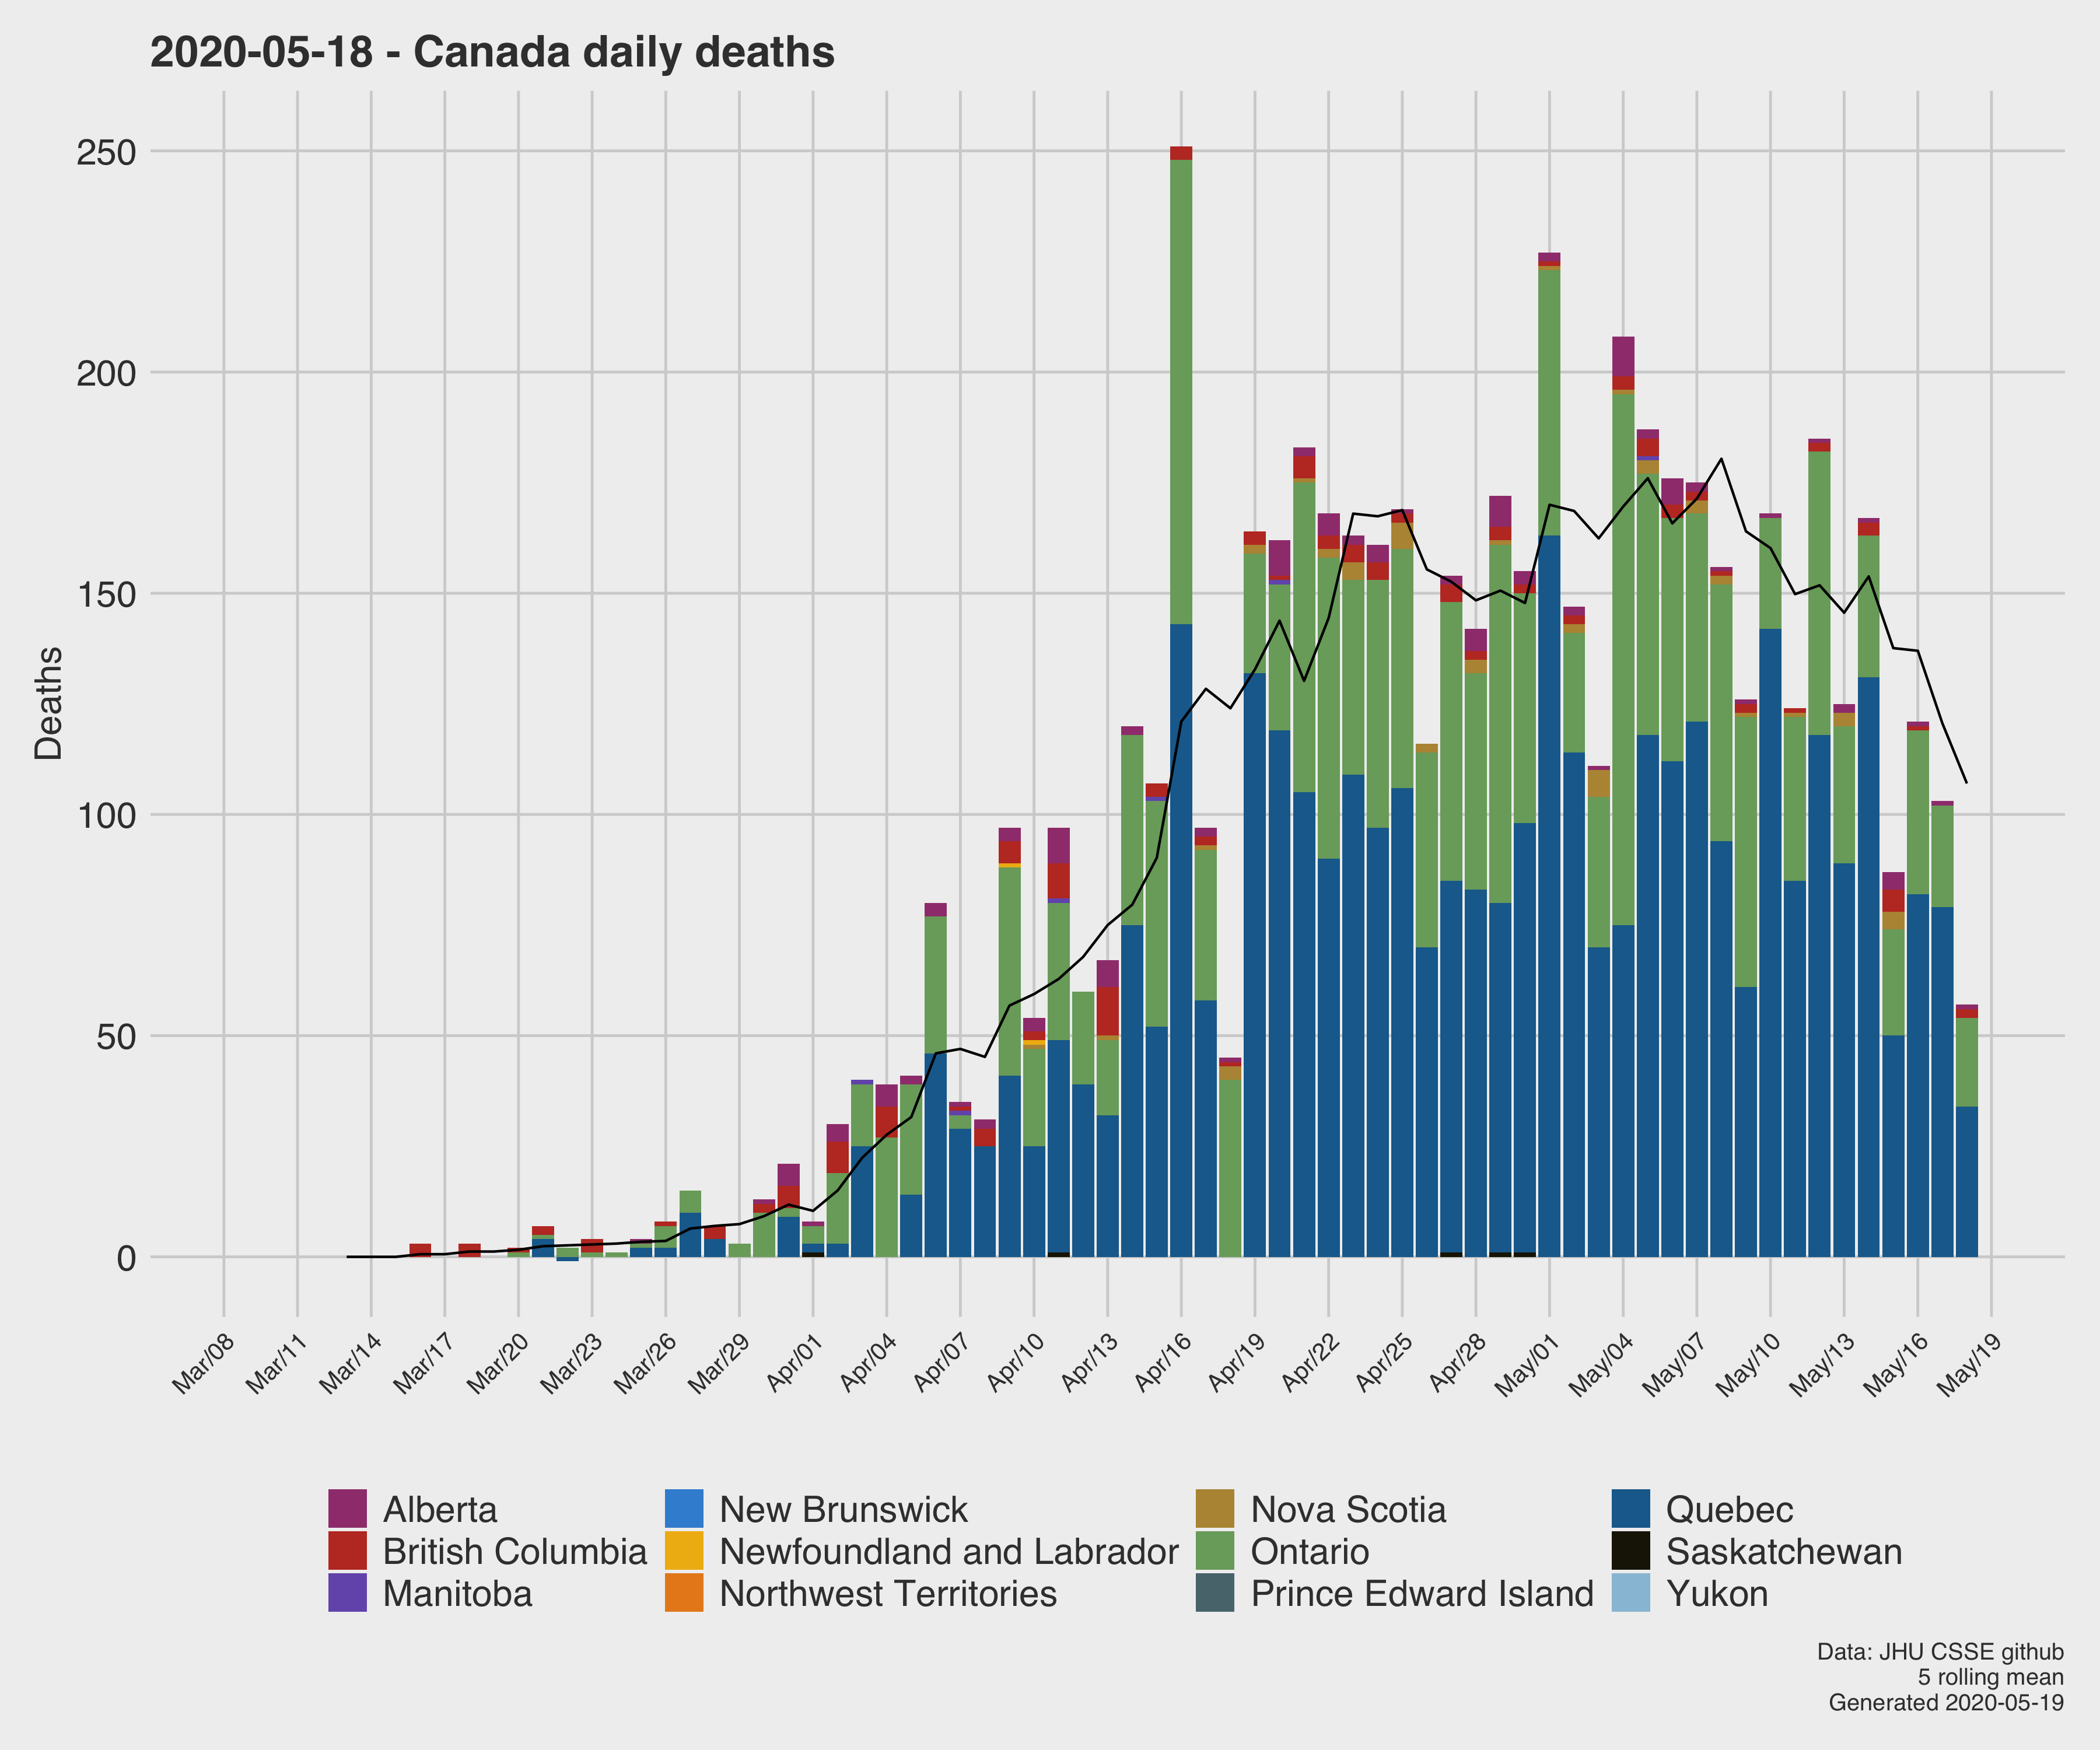 2020-05-18 - Canada daily deaths
250
200
150
100
50
0
Deaths
Mar/08 Mar/11 Mar/14 Mar/17 Mar/20 Mar/23 Mar/26 Mar/29 Apr/01 Apr/04 Apr/07 Apr/10 Apr/13 Apr/16 Apr/19 Apr/22 Apr/25 Apr/28 May/01 May/04 May/07 May/10 May/13 May/16 May/19
Alberta New Brunswick Nova Scotia Quebec
British Columbia Newfoundland and Labrador Ontario Saskatchewan
Manitoba Northwest Territories Prince Edward Island Yukon
Data: JHU CSSE github
5 rolling mean
Generated 2020-05-19